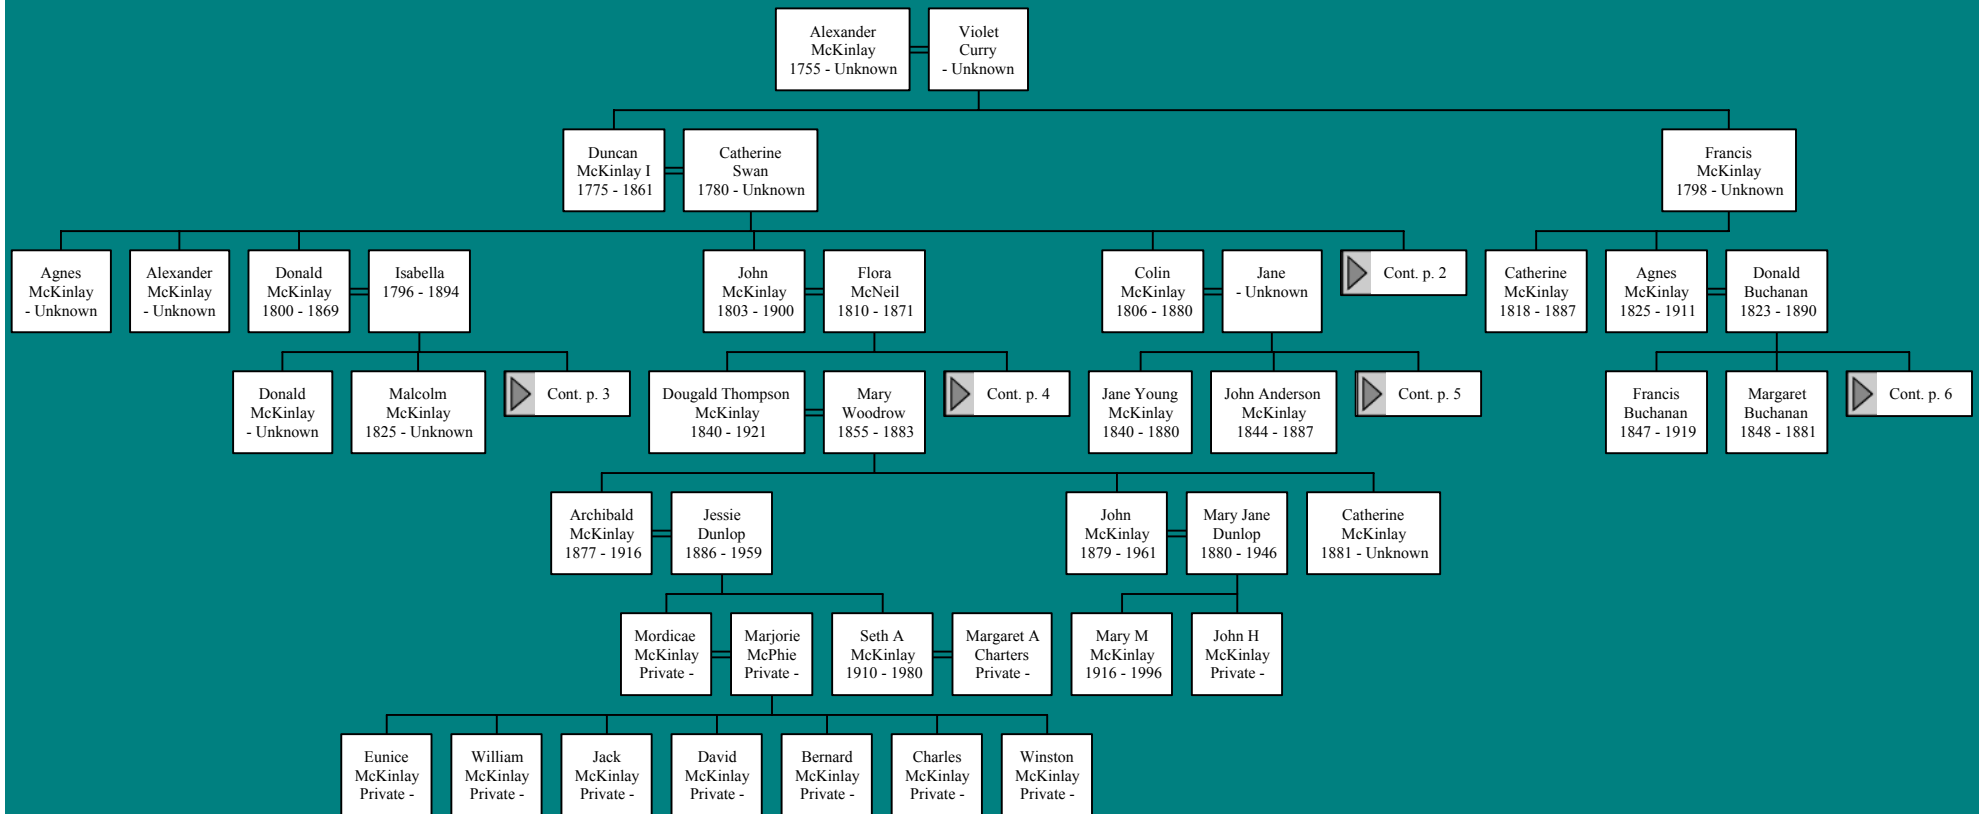 Alexander
McKinlay
1755 - Unknown
Violet
Curry
- Unknown
Duncan
McKinlay I
1775 - 1861
Catherine
Swan
1780 - Unknown
Francis
McKinlay
1798 - Unknown
Agnes
McKinlay
- Unknown
Alexander
McKinlay
- Unknown
Donald
McKinlay
1800 - 1869
Isabella
1796 - 1894
John
McKinlay
1803 - 1900
Flora
McNeil
1810 - 1871
Colin
McKinlay
1806 - 1880
Jane
- Unknown
Cont. p. 2
Catherine
McKinlay
1818 - 1887
Agnes
McKinlay
1825 - 1911
Donald
Buchanan
1823 - 1890
Donald
McKinlay
- Unknown
Malcolm
McKinlay
1825 - Unknown
Cont. p. 3
Dougald Thompson
McKinlay
1840 - 1921
Mary
Woodrow
1855 - 1883
Cont. p. 4
Jane Young
McKinlay
1840 - 1880
John Anderson
McKinlay
1844 - 1887
Cont. p. 5
Francis
Buchanan
1847 - 1919
Margaret
Buchanan
1848 - 1881
Cont. p. 6
Archibald
McKinlay
1877 - 1916
Jessie
Dunlop
1886 - 1959
John
McKinlay
1879 - 1961
Mary Jane
Dunlop
1880 - 1946
Catherine
McKinlay
1881 - Unknown
Mordicae
McKinlay
Private -
Marjorie
McPhie
Private -
Seth A
McKinlay
1910 - 1980
Margaret A
Charters
Private -
Mary M
McKinlay
1916 - 1996
John H
McKinlay
Private -
Eunice
McKinlay
Private -
William
McKinlay
Private -
Jack
McKinlay
Private -
David
McKinlay
Private -
Bernard
McKinlay
Private -
Charles
McKinlay
Private -
Winston
McKinlay
Private -